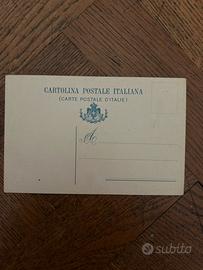 CARTOLINA POSTALE ITALIANA
(CARTE POSTALE D'ITALIE)
A
subito